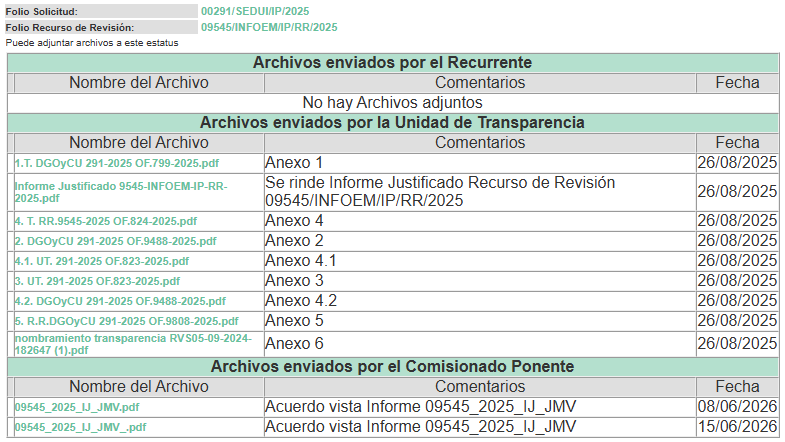 Folio Solicitud: 00291/SEDUI/IP/2025
Folio Recurso de Revisión: 09545/INFOEM/IP/RR/2025
Puede adjuntar archivos a este estatus
Archivos enviados por el Recurrente
Nombre del Archivo Comentarios Fecha
No hay Archivos adjuntos
Archivos enviados por la Unidad de Transparencia
Nombre del Archivo Comentarios Fecha
1.T. DGOyCU 291-2025 OF.799-2025.pdf Anexo 1 26/08/2025
Informe Justificado 9545-INFOEM-IP-RR-
2025.pdf Se rinde Informe Justificado Recurso de Revisión
09545/INFOEM/IP/RR/2025 26/08/2025
4. T. RR.9545-2025 OF.824-2025.pdf Anexo 4 26/08/2025
2. DGOyCU 291-2025 OF.9488-2025.pdf Anexo 2 26/08/2025
4.1. UT. 291-2025 OF.823-2025.pdf Anexo 4.1 26/08/2025
3. UT. 291-2025 OF.823-2025.pdf Anexo 3 26/08/2025
4.2. DGOyCU 291-2025 OF.9488-2025.pdf Anexo 4.2 26/08/2025
5. R.R.DGOyCU 291-2025 OF.9808-2025.pdf Anexo 5 26/08/2025
nombramiento transparencia RVS05-09-2024-
182647 (1).pdf Anexo 6 26/08/2025
Archivos enviados por el Comisionado Ponente
Nombre del Archivo Comentarios Fecha
09545_2025_IJ_JMV.pdf Acuerdo vista Informe 09545_2025_IJ_JMV 08/06/2026
09545_2025_IJ_JMV_.pdf Acuerdo vista Informe 09545_2025_IJ_JMV 15/06/2026